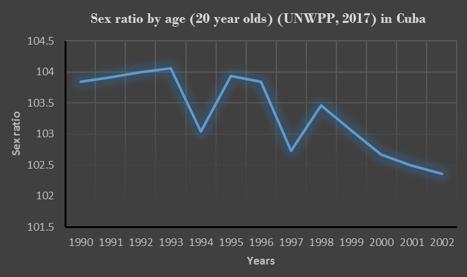 Sex ratio by age (20 year olds) (UNWPP, 2017) in Cuba
104.5
104
103.5
103
102.5
102
101.5
Sex ratio
1990 1991 1992 1993 1994 1995 1996 1997 1998 1999 2000 2001 2002
Years